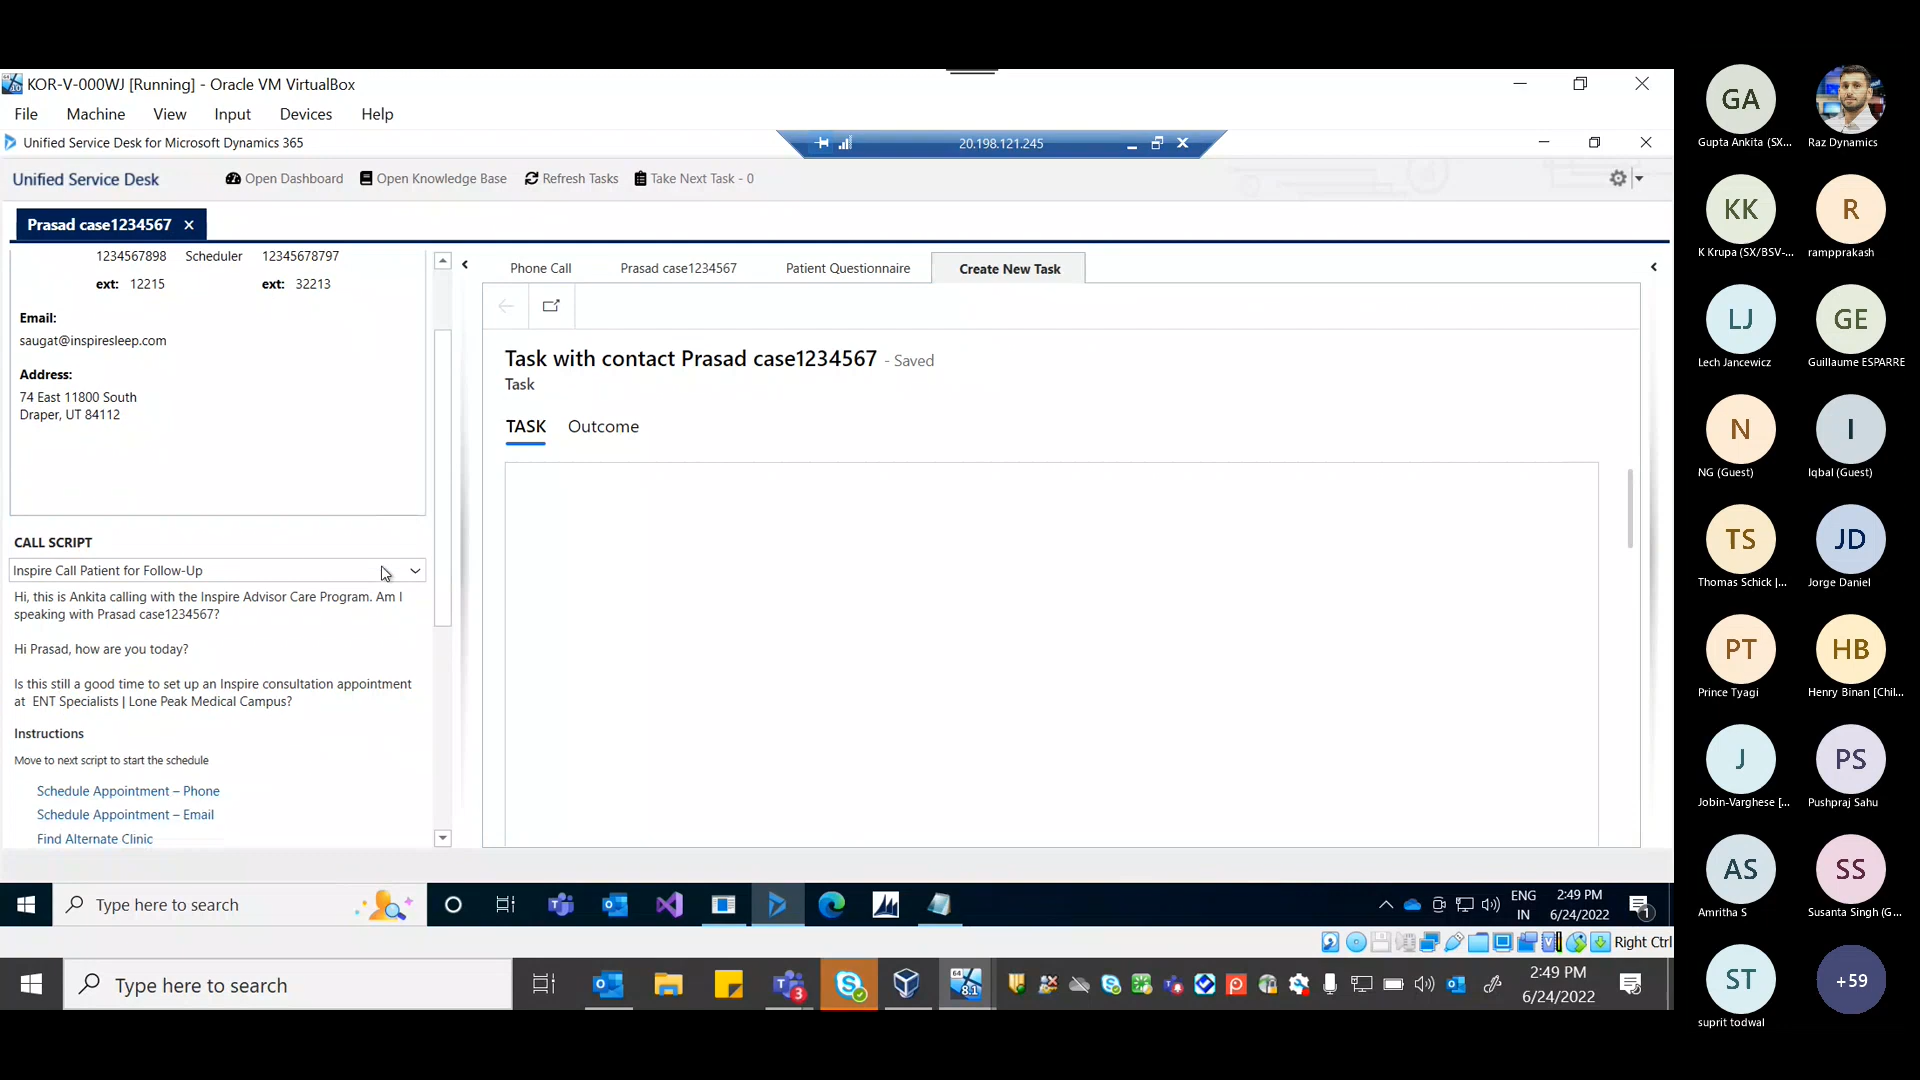 KOR-V-000WJ [Running] - Oracle VM VirtualBox
File Machine View Input Devices Help
Unified Service Desk for Microsoft Dynamics 365
20.198.121.245
Unified Service Desk
Open Dashboard Open Knowledge Base Refresh Tasks Take Next Task - 0
Prasad case1234567
1234567898 Scheduler 12345678797
ext: 12215 ext: 32213
Email:
saugat@inspiresleep.com
Address:
74 East 11800 South
Draper, UT 84112
CALL SCRIPT
Inspire Call Patient for Follow-Up
Hi, this is Ankita calling with the Inspire Advisor Care Program. Am I
speaking with Prasad case1234567?
Hi Prasad, how are you today?
Is this still a good time to set up an Inspire consultation appointment
at ENT Specialists | Lone Peak Medical Campus?
Instructions
Move to next script to start the schedule
Schedule Appointment – Phone
Schedule Appointment – Email
Find Alternate Clinic
Phone Call Prasad case1234567 Patient Questionnaire Create New Task
Task with contact Prasad case1234567 - Saved
Task
TASK Outcome
Type here to search
ENG
IN
2:49 PM
6/24/2022
1
Right Ctrl
Type here to search
3
64
8.1
2:49 PM
6/24/2022
GA
Gupta Ankita (SX...
Raz Dynamics
KK
K Krupa (SX/BSV-...
R
rampprakash
LJ
Lech Jancewicz
GE
Guillaume ESPARRE
N
NG (Guest)
I
Iqbal (Guest)
TS
Thomas Schick |...
JD
Jorge Daniel
PT
Prince Tyagi
HB
Henry Binan [Chil...
J
Jobin-Varghese [...
PS
Pushpraj Sahu
AS
Amritha S
SS
Susanta Singh (G...
ST
suprit todwal
+59